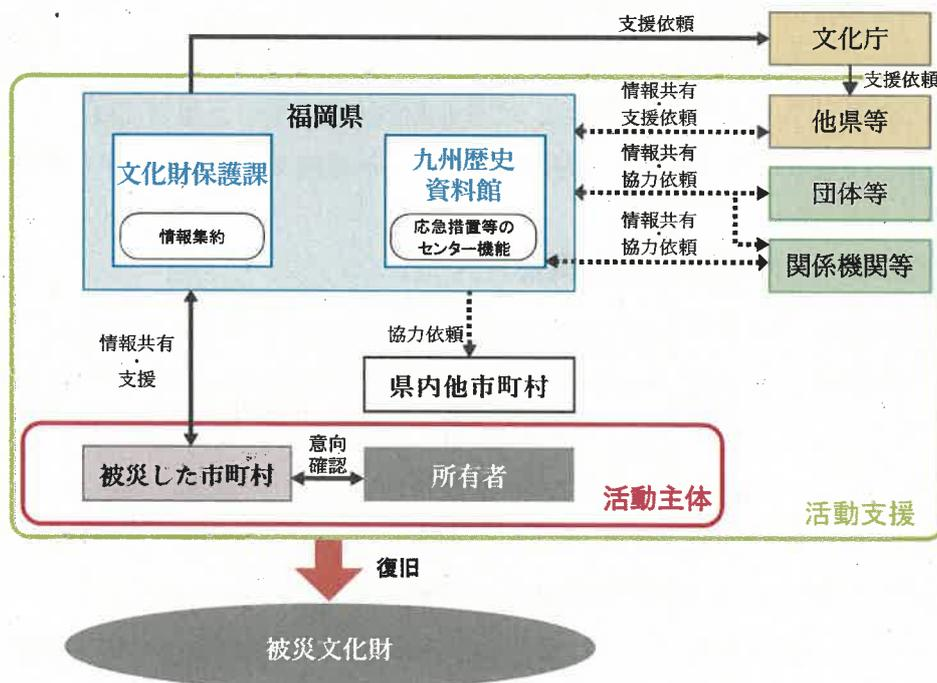 支援依頼
文化庁
支援依頼
福岡県
情報共有
・
支援依頼
他県等
文化財保護課
情報集約
九州歴史
資料館
応急措置等の
センター機能
情報共有
協力依頼
団体等
情報共有
協力依頼
関係機関等
情報共有
・
支援
協力依頼
県内他市町村
被災した市町村
意向
確認
所有者
活動主体
活動支援
復旧
被災文化財